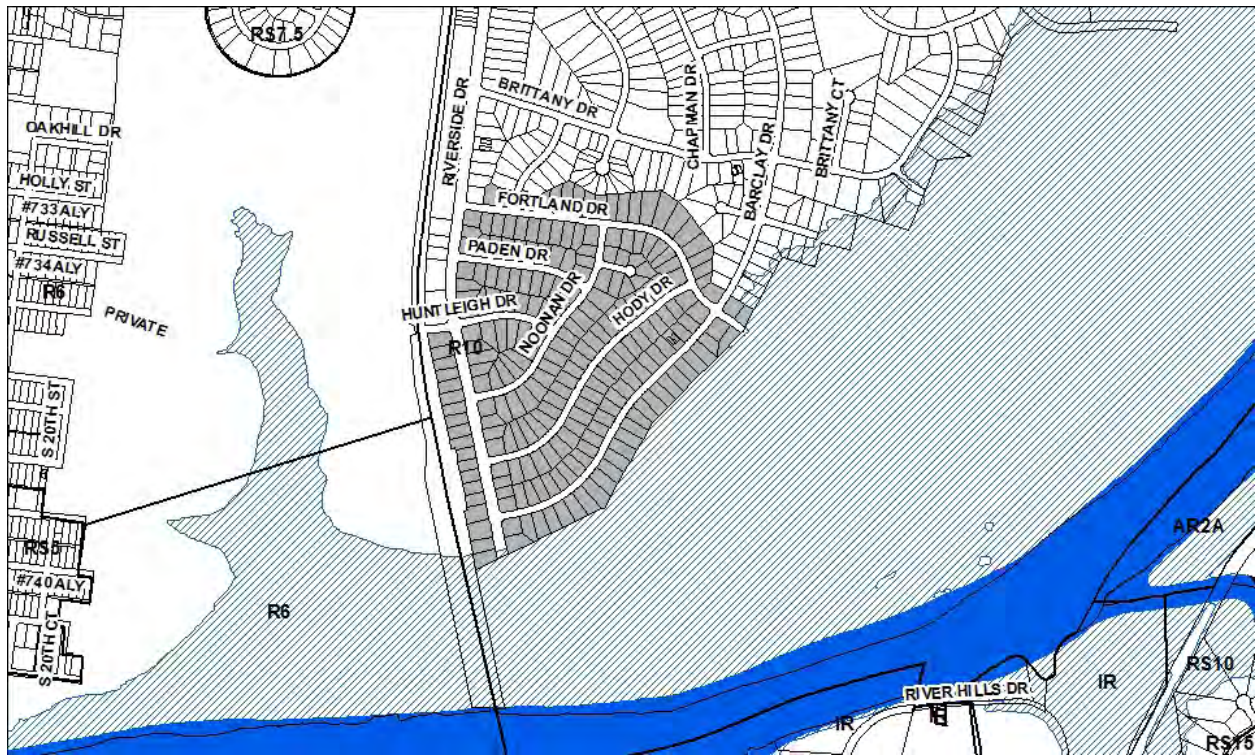 RS7.5
OAKHILL DR
HOLLY ST
#733 ALY
RUSSELL ST
#734 ALY
R6
PRIVATE
RIVERSIDE DR
BRITTANY DR
CHAPMAN DR
BARCLAY DR
BRITTANY CT
FORTLAND DR
PADEN DR
HUNTLEIGH DR
NOONAN DR
HODY DR
R10
S 20TH ST
RS5
#740 ALY
S 20TH CT
R6
AR2A
RS10
IR
RIVER HILLS DR
IR
RS15